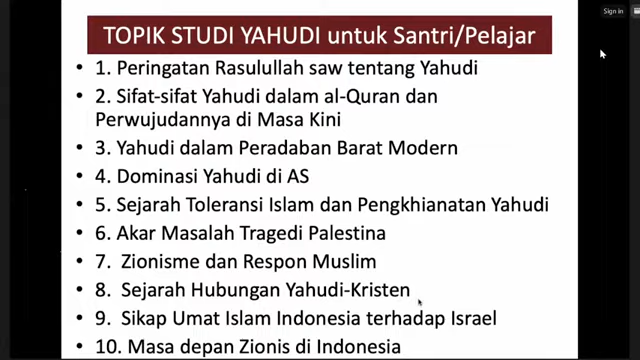 Sign in
TOPIK STUDI YAHUDI untuk Santri/Pelajar
• 1. Peringatan Rasulullah saw tentang Yahudi
• 2. Sifat-sifat Yahudi dalam al-Quran dan
Perwujudannya di Masa Kini
• 3. Yahudi dalam Peradaban Barat Modern
• 4. Dominasi Yahudi di AS
• 5. Sejarah Toleransi Islam dan Pengkhianatan Yahudi
• 6. Akar Masalah Tragedi Palestina
• 7. Zionisme dan Respon Muslim
• 8. Sejarah Hubungan Yahudi-Kristen
• 9. Sikap Umat Islam Indonesia terhadap Israel
• 10. Masa depan Zionis di Indonesia